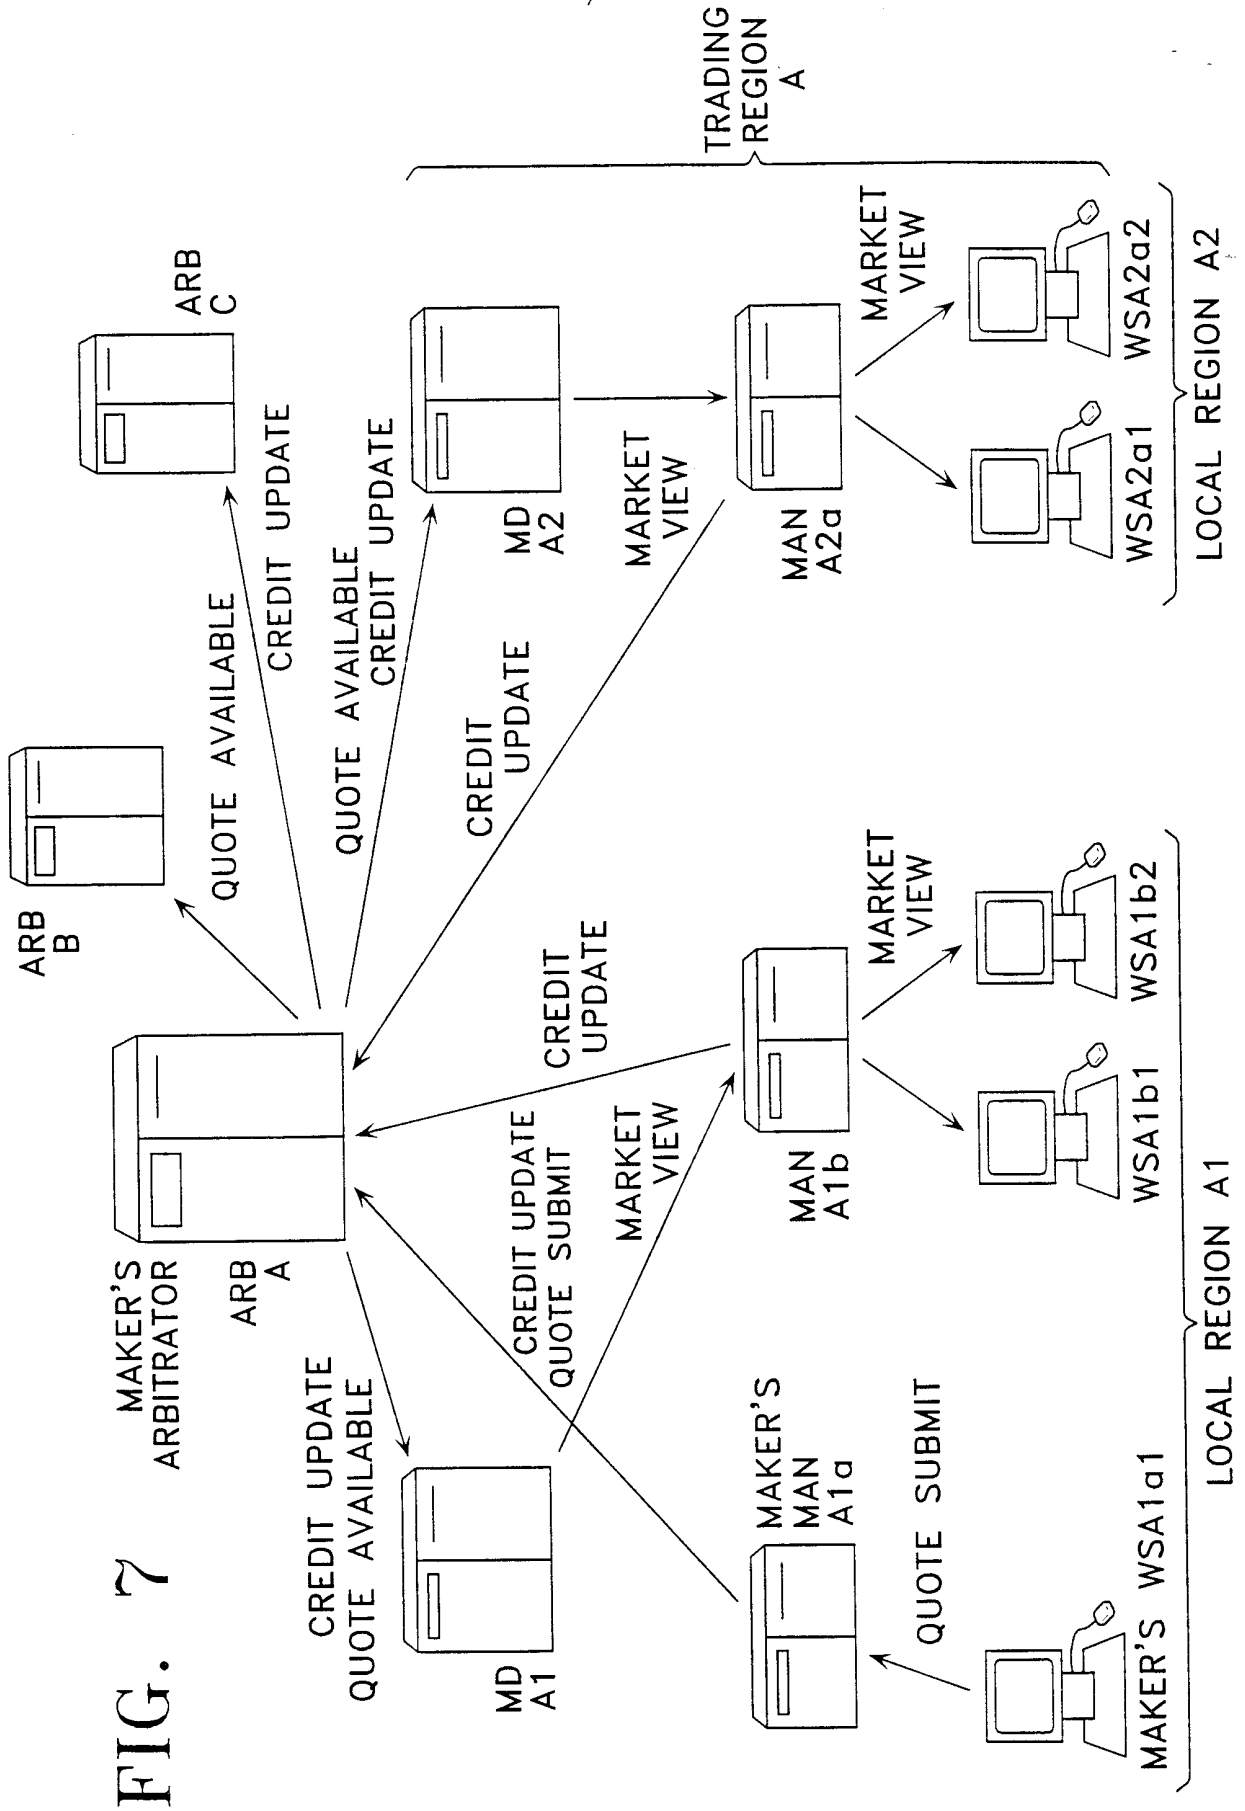 FIG. 7
MAKER'S
ARBITRATOR
ARB
A
ARB
B
ARB
C
QUOTE AVAILABLE
CREDIT UPDATE
QUOTE AVAILABLE
CREDIT UPDATE
CREDIT UPDATE
QUOTE AVAILABLE
MD
A1
MD
A2
CREDIT
UPDATE
CREDIT
UPDATE
CREDIT UPDATE
QUOTE SUBMIT
MARKET
VIEW
MARKET
VIEW
TRADING
REGION
A
MAKER'S
MAN
A1a
MAN
A1b
MAN
A2a
QUOTE SUBMIT
MARKET
VIEW
MARKET
VIEW
MAKER'S WSA1a1
WSA1b1
WSA1b2
WSA2a1
WSA2a2
LOCAL REGION A1
LOCAL REGION A2